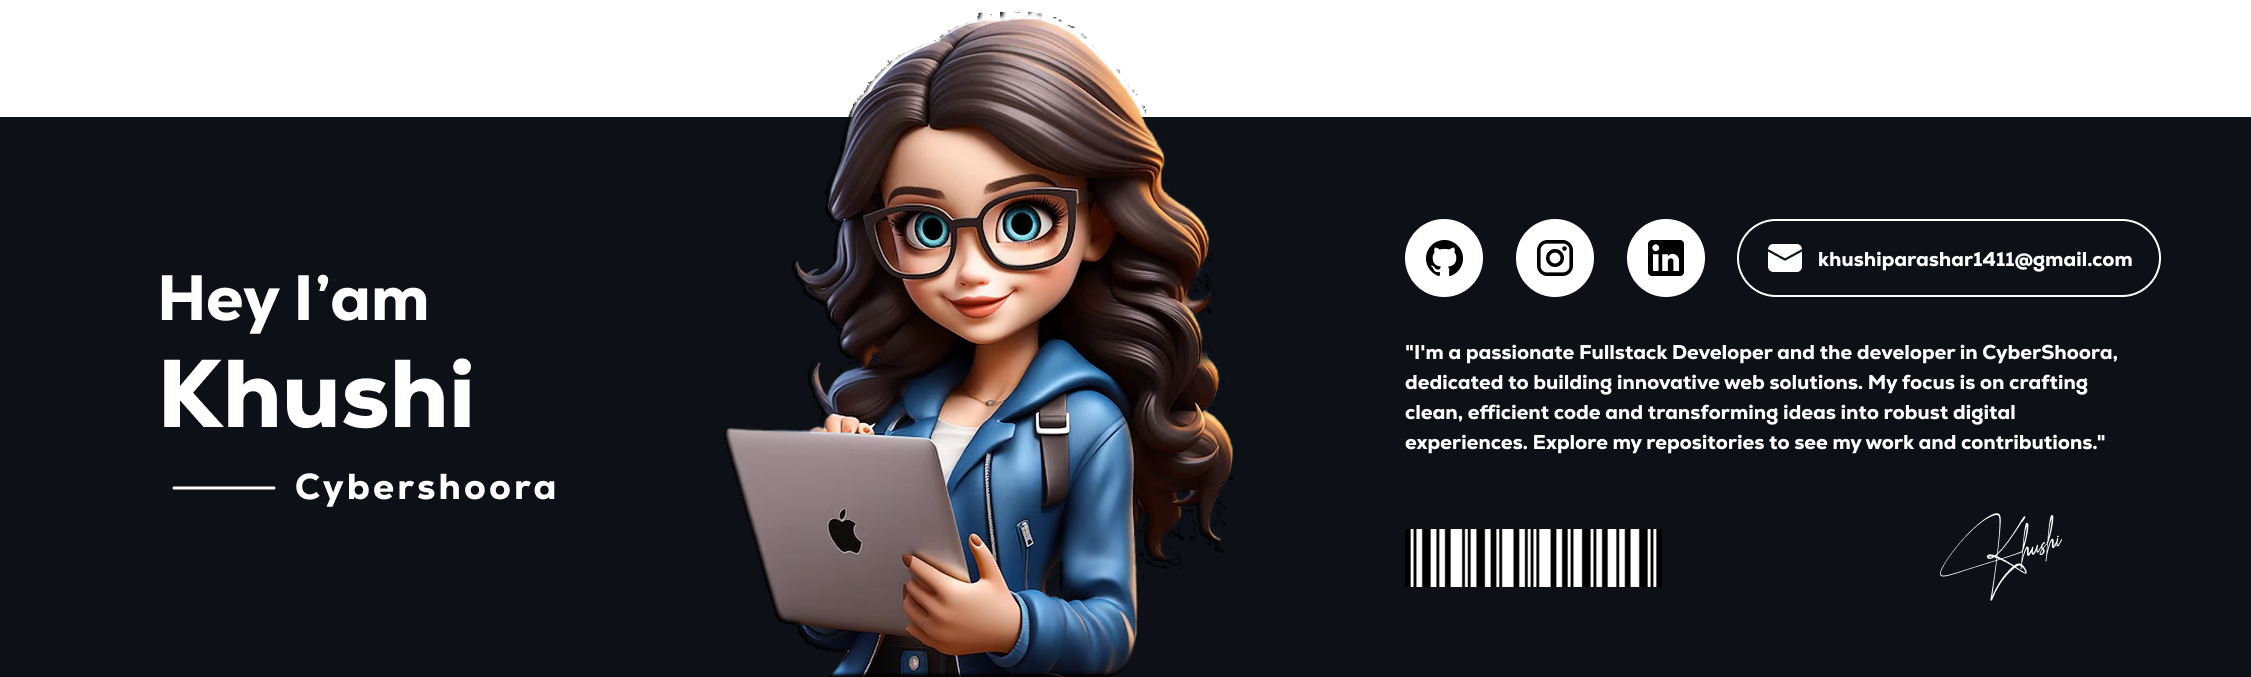 Hey I’am
Khushi
Cybershoora
khushiparashar1411@gmail.com
"I'm a passionate Fullstack Developer and the developer in CyberShoora,
dedicated to building innovative web solutions. My focus is on crafting
clean, efficient code and transforming ideas into robust digital
experiences. Explore my repositories to see my work and contributions."
Khushi